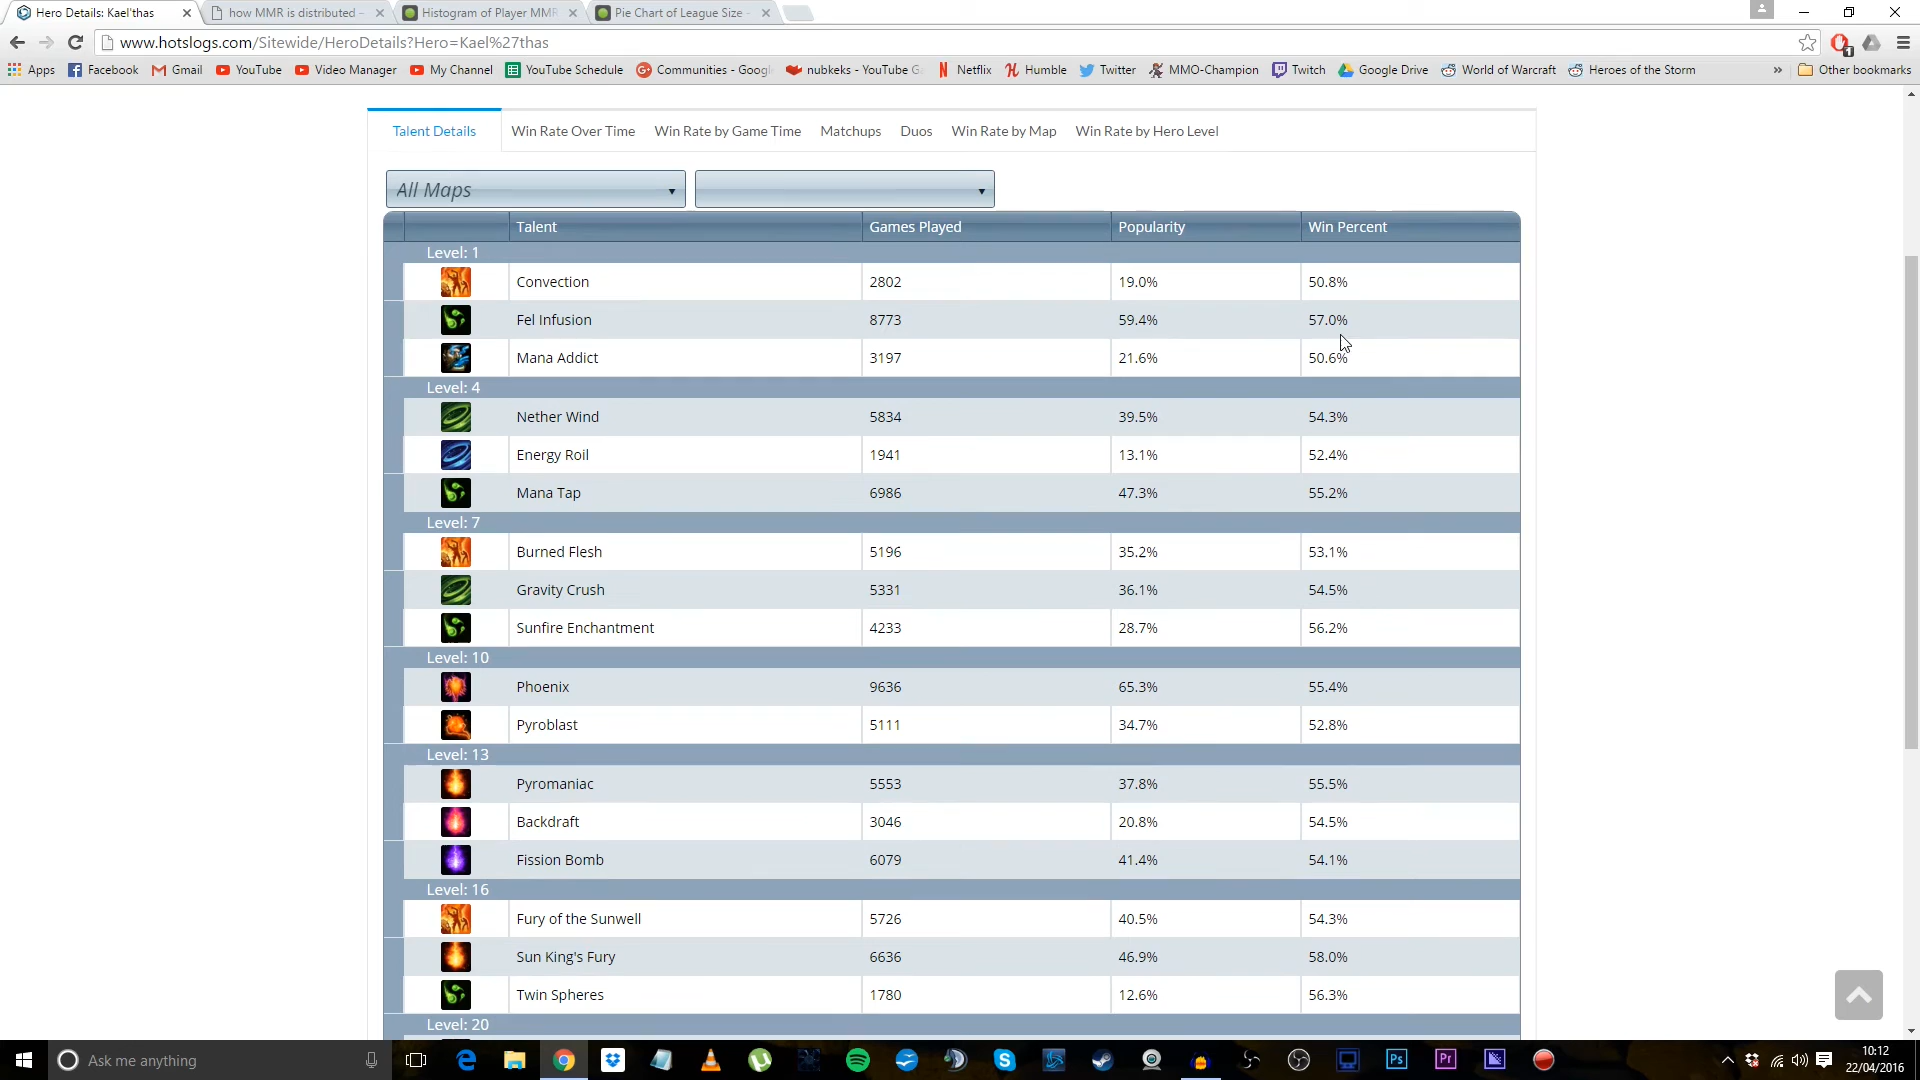 Hero Details: Kael'thas
how MMR is distributed –
Histogram of Player MMR
Pie Chart of League Size -
www.hotslogs.com/Sitewide/HeroDetails?Hero=Kael%27thas
1
Apps Facebook Gmail YouTube Video Manager My Channel YouTube Schedule Communities - Googl nubkeks - YouTube G Netflix Humble Twitter MMO-Champion Twitch Google Drive World of Warcraft Heroes of the Storm » Other bookmarks
Talent Details Win Rate Over Time Win Rate by Game Time Matchups Duos Win Rate by Map Win Rate by Hero Level
All Maps
Talent Games Played Popularity Win Percent
Level: 1
Convection 2802 19.0% 50.8%
Fel Infusion 8773 59.4% 57.0%
Mana Addict 3197 21.6% 50.6%
Level: 4
Nether Wind 5834 39.5% 54.3%
Energy Roil 1941 13.1% 52.4%
Mana Tap 6986 47.3% 55.2%
Level: 7
Burned Flesh 5196 35.2% 53.1%
Gravity Crush 5331 36.1% 54.5%
Sunfire Enchantment 4233 28.7% 56.2%
Level: 10
Phoenix 9636 65.3% 55.4%
Pyroblast 5111 34.7% 52.8%
Level: 13
Pyromaniac 5553 37.8% 55.5%
Backdraft 3046 20.8% 54.5%
Fission Bomb 6079 41.4% 54.1%
Level: 16
Fury of the Sunwell 5726 40.5% 54.3%
Sun King's Fury 6636 46.9% 58.0%
Twin Spheres 1780 12.6% 56.3%
Level: 20
Ask me anything
Ps Pr
10:12
22/04/2016